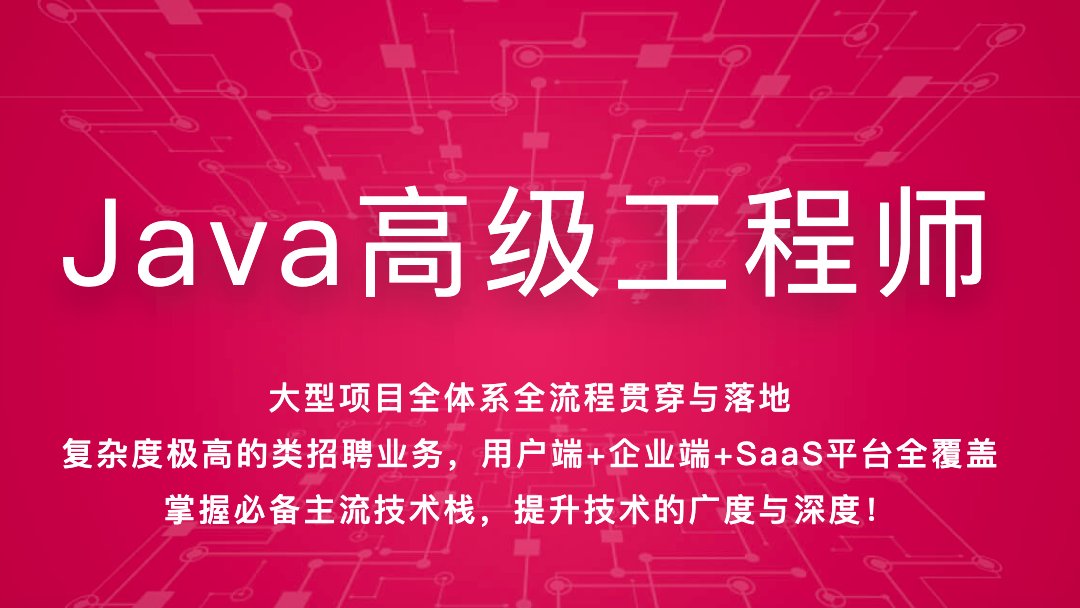 Java高级工程师
大型项目全体系全流程贯穿与落地
复杂度极高的类招聘业务，用户端+企业端+SaaS平台全覆盖
掌握必备主流技术栈，提升技术的广度与深度！